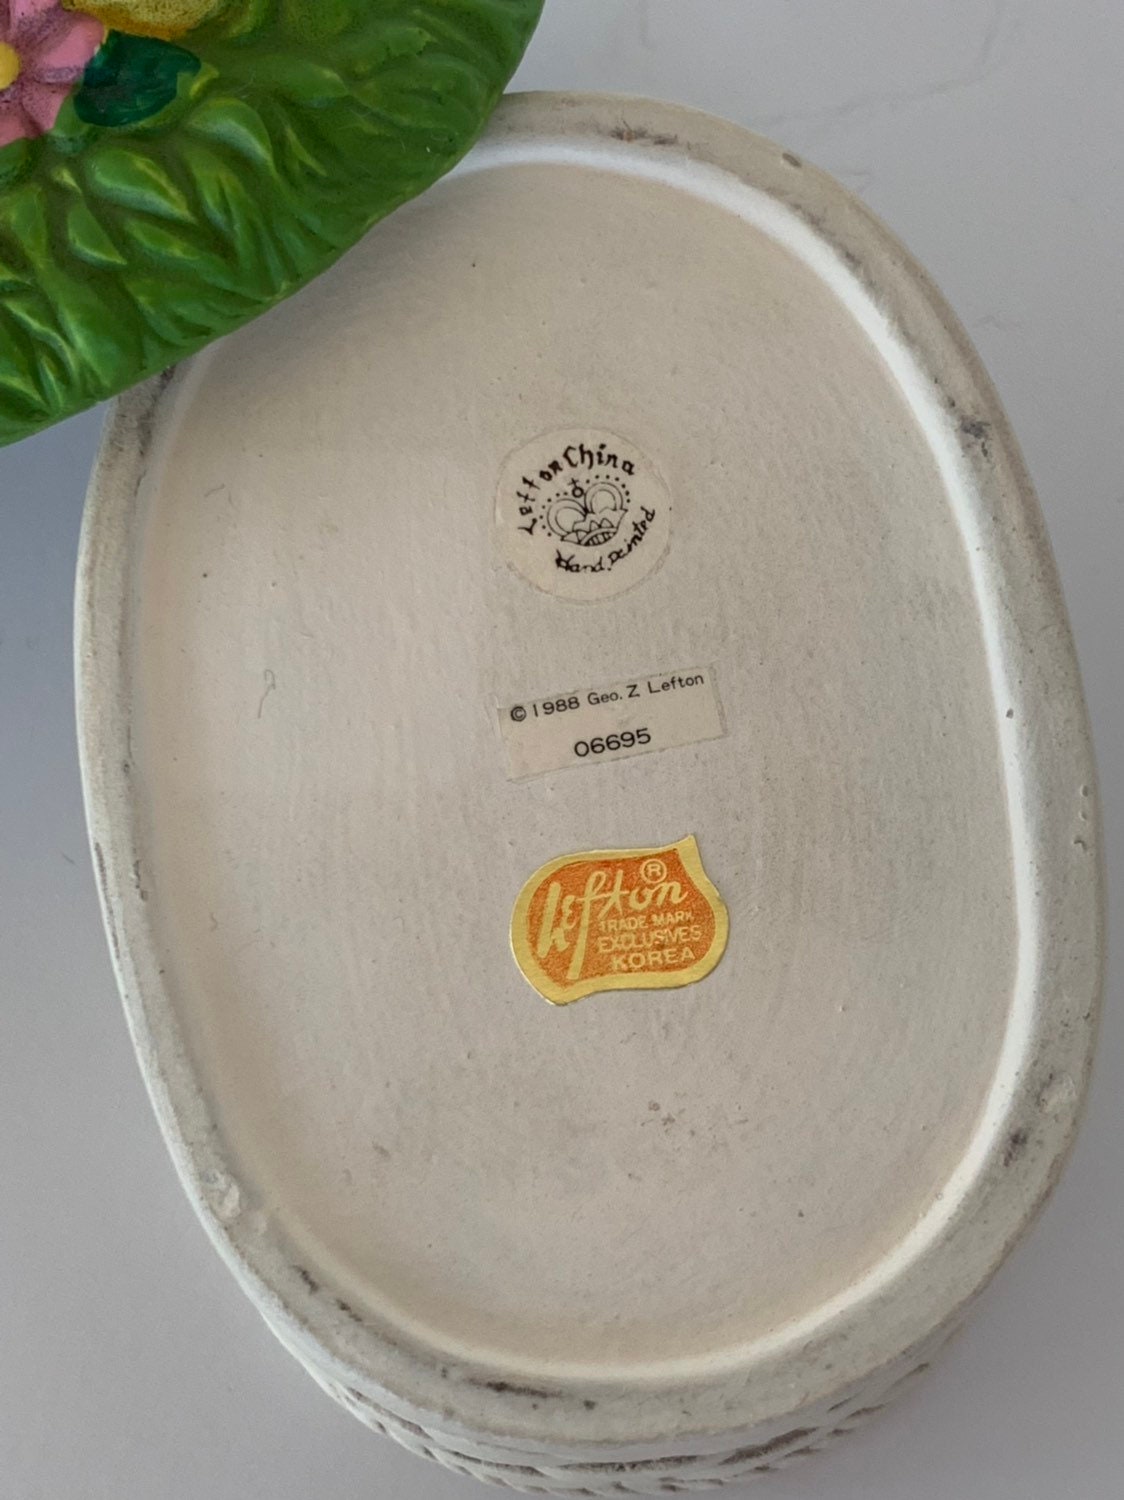 Lefton China
Hand Painted
© 1988 Geo. Z Lefton
06695
Lefton ®
TRADE MARK
EXCLUSIVES
KOREA